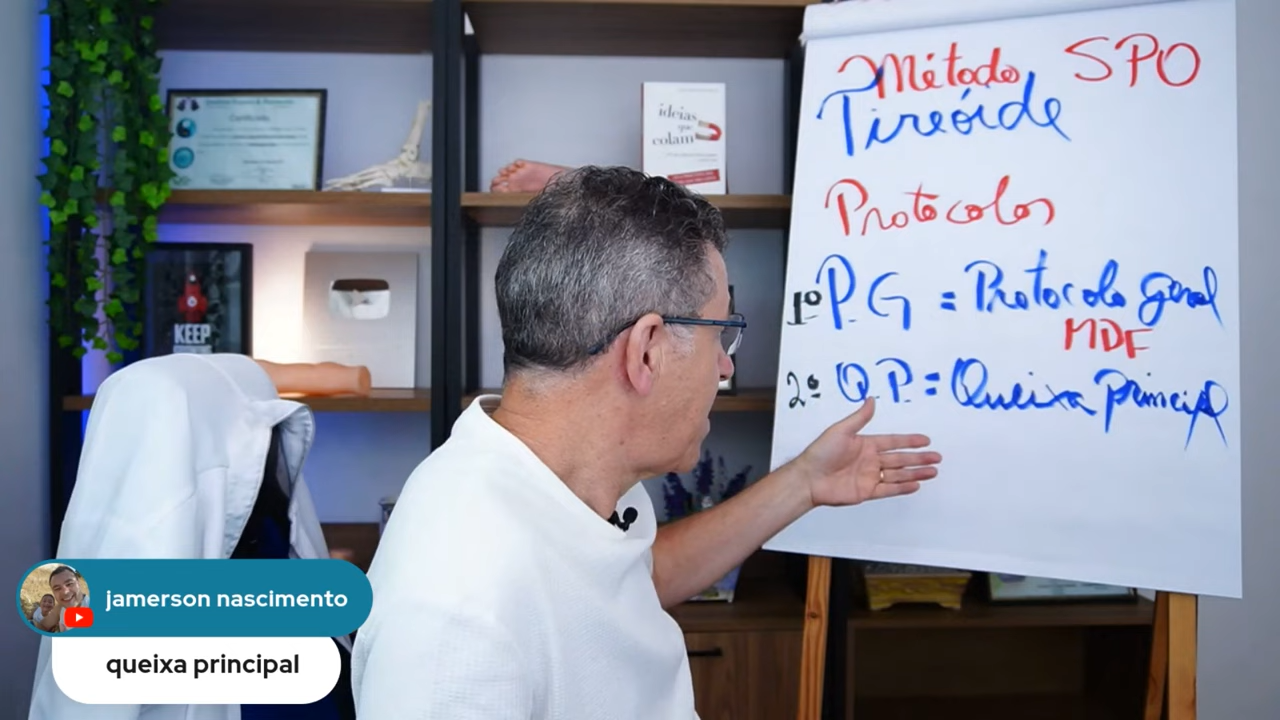 Método SPO
Tireóide
Protocolos
1º P.G = Protocolo geral
MDF
2º Q.P. = Queixa principal
ideias
que
colam
KEEP
jamerson nascimento
queixa principal